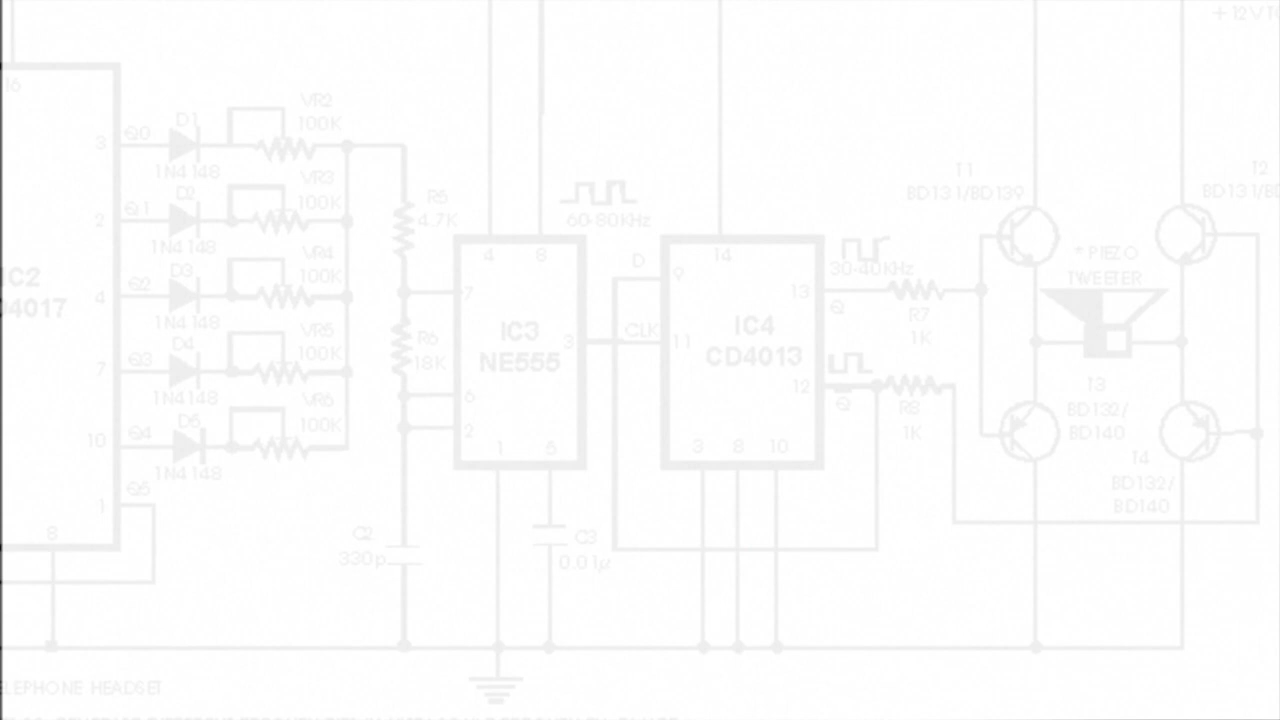 +12V
16
D1
VR2
100K
3
Q0
1N4148
D2
VR3
100K
2
Q1
1N4148
D3
VR4
100K
4
Q2
1N4148
D4
VR5
100K
7
Q3
1N4148
D5
VR6
100K
10
Q4
1N4148
1
Q5
8
IC2
R5
4.7K
R6
18K
C2
330p
60-80KHz
4
8
7
IC3
NE555
3
6
2
1
5
C3
0.01µ
D
CLK
9
14
11
IC4
CD4013
13
12
3
8
10
30-40KHz
Q
Q
R7
1K
R8
1K
T1
BD131/BD139
T2
*PIEZO
TWEETER
T3
BD132/
BD140
T4
BD132/
BD140
HEADSET